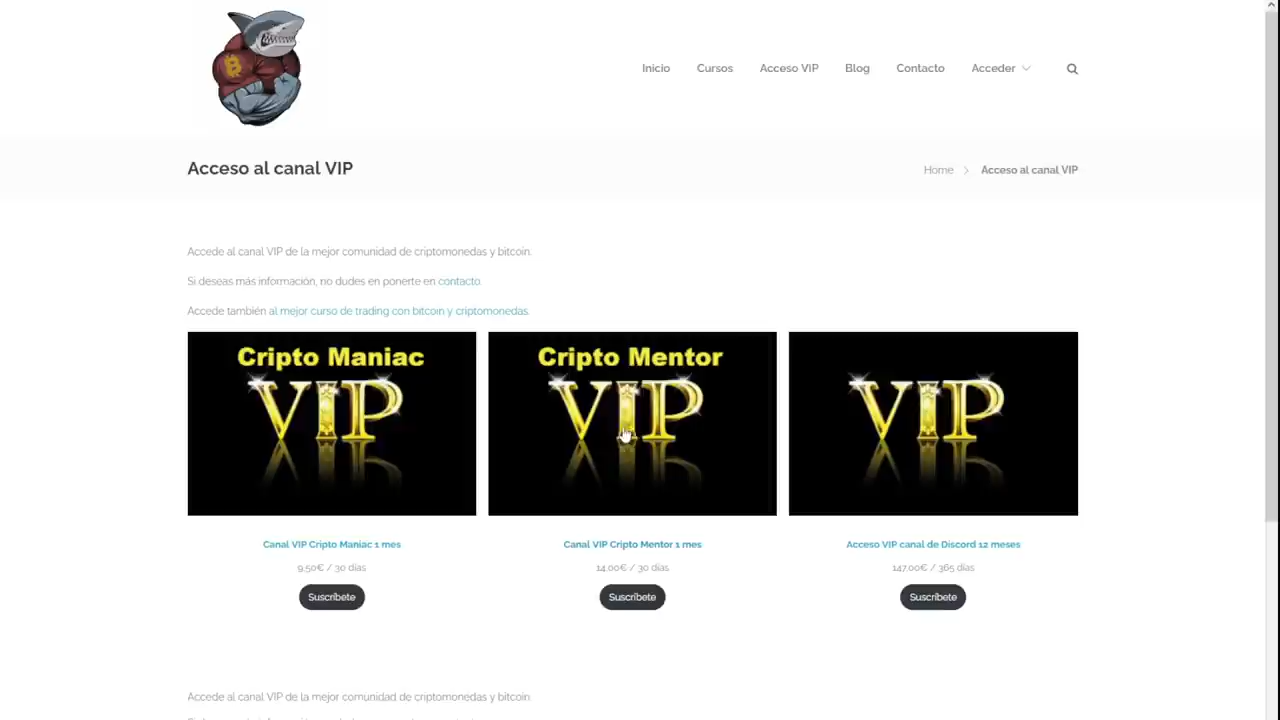 Inicio
Cursos
Acceso VIP
Blog
Contacto
Acceder
Acceso al canal VIP
Home
Acceso al canal VIP
Accede al canal VIP de la mejor comunidad de criptomonedas y bitcoin.
Si deseas más información, no dudes en ponerte en contacto.
Accede también al mejor curso de trading con bitcoin y criptomonedas.
Cripto Maniac
VIP
Cripto Mentor
VIP
VIP
Canal VIP Cripto Maniac 1 mes
9,50€ / 30 días
Suscríbete
Canal VIP Cripto Mentor 1 mes
14,00€ / 30 días
Suscríbete
Acceso VIP canal de Discord 12 meses
147,00€ / 365 días
Suscríbete
Accede al canal VIP de la mejor comunidad de criptomonedas y bitcoin.